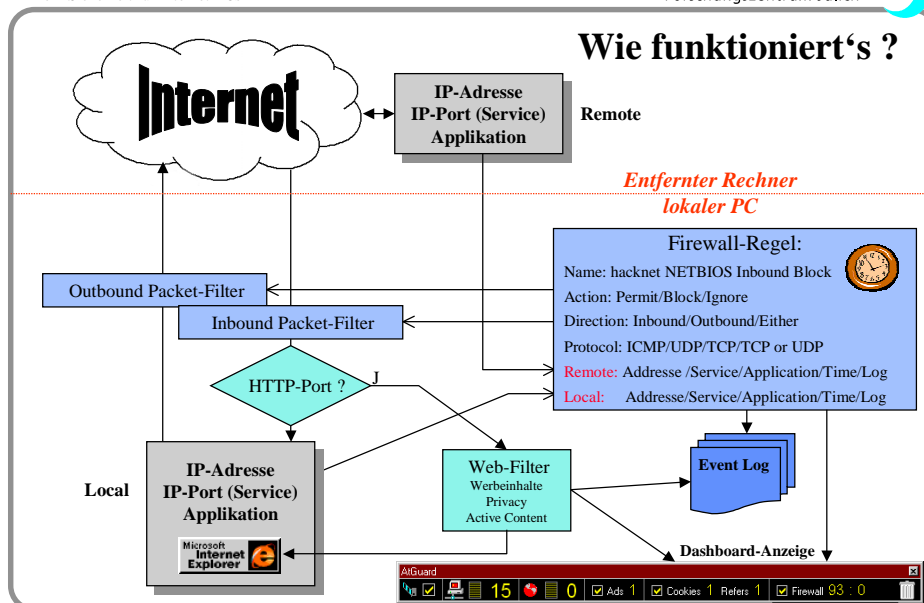 Wie funktioniert‘s ?
Internet
IP-Adresse
IP-Port (Service)
Applikation
Remote
Entfernter Rechner
lokaler PC
Firewall-Regel:
Name: hacknet NETBIOS Inbound Block
Action: Permit/Block/Ignore
Direction: Inbound/Outbound/Either
Protocol: ICMP/UDP/TCP/TCP or UDP
Remote: Addresse /Service/Application/Time/Log
Local: Addresse/Service/Application/Time/Log
Outbound Packet-Filter
Inbound Packet-Filter
HTTP-Port ?
J
Local
IP-Adresse
IP-Port (Service)
Applikation
Microsoft
Internet
Explorer
Web-Filter
Werbeinhalte
Privacy
Active Content
Event Log
Dashboard-Anzeige
AtGuard
15 0 Ads 1 Cookies 1 Refers 1 Firewall 93 : 0